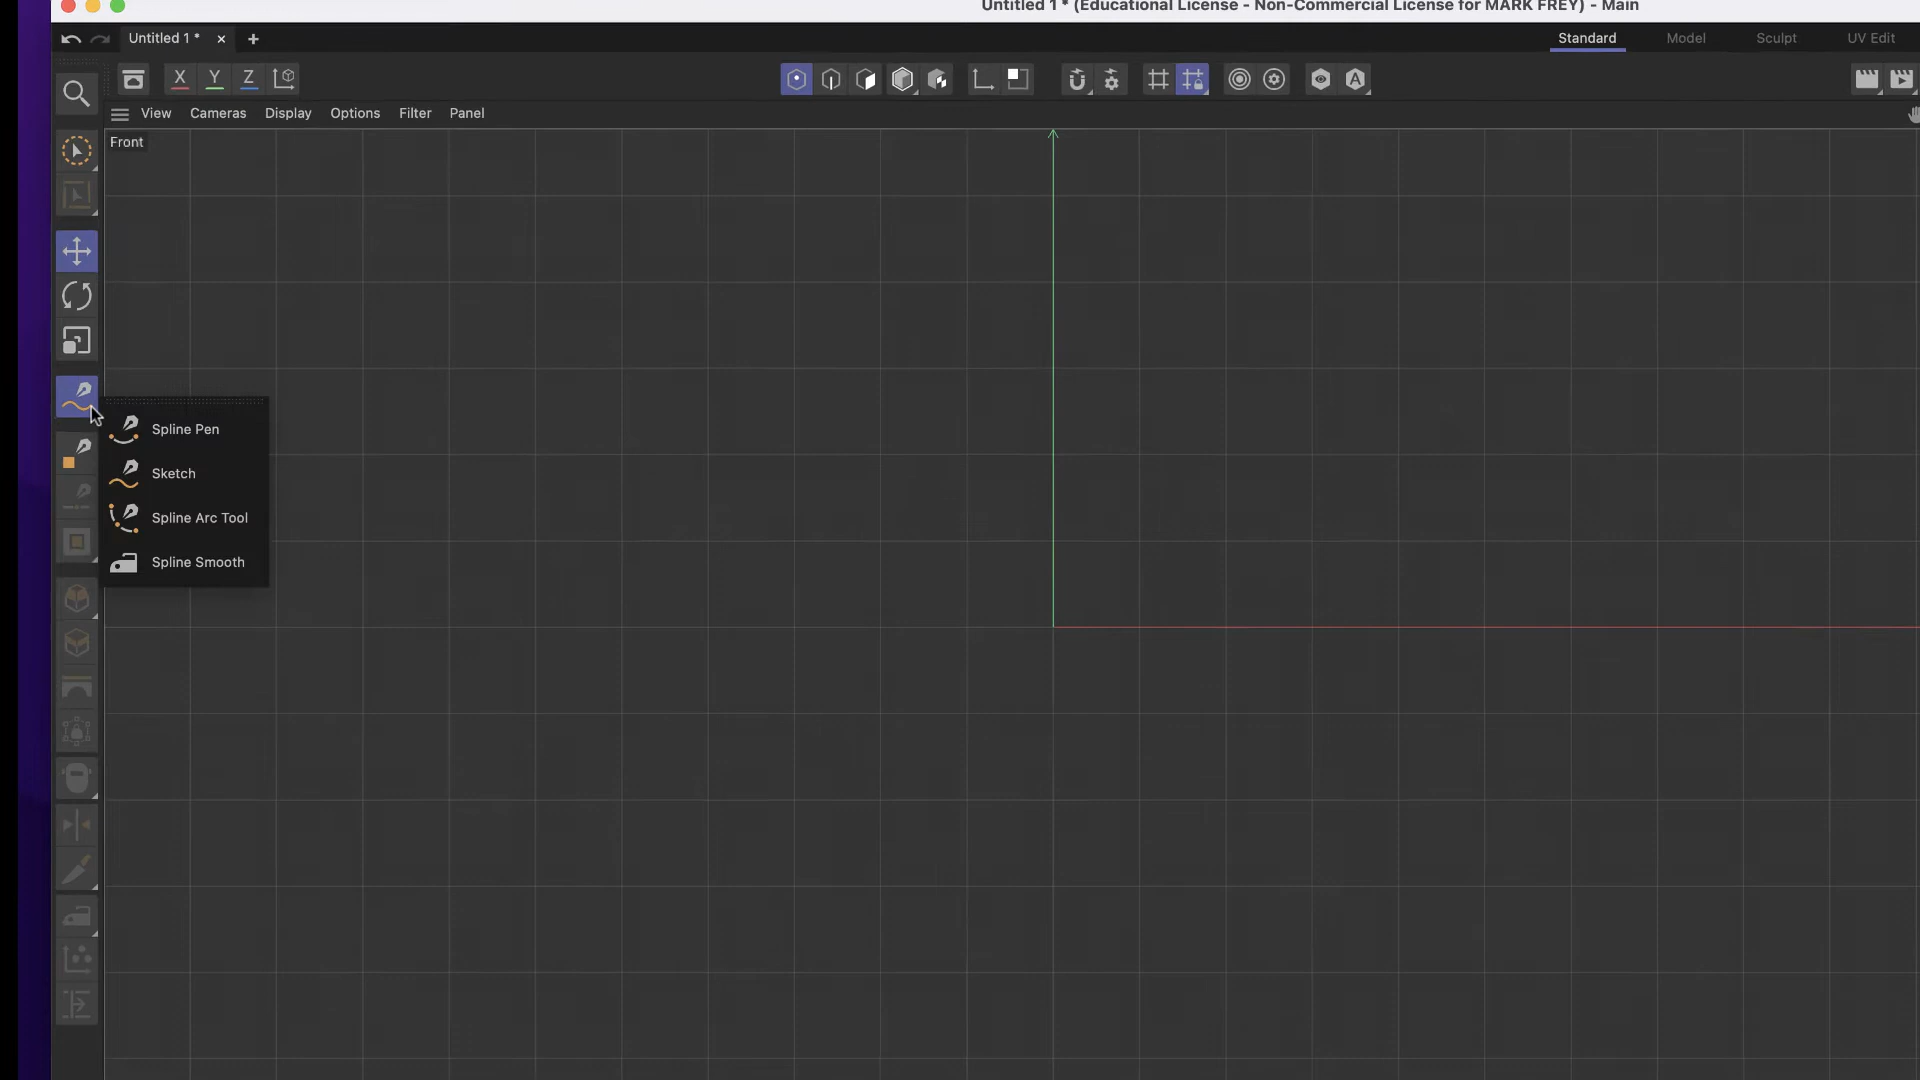 Untitled 1 * (Educational License - Non-Commercial License for MARK FREY) - Main
Untitled 1 *
Standard
Model
Sculpt
UV Edit
X
Y
Z
A
View
Cameras
Display
Options
Filter
Panel
Front
Spline Pen
Sketch
Spline Arc Tool
Spline Smooth